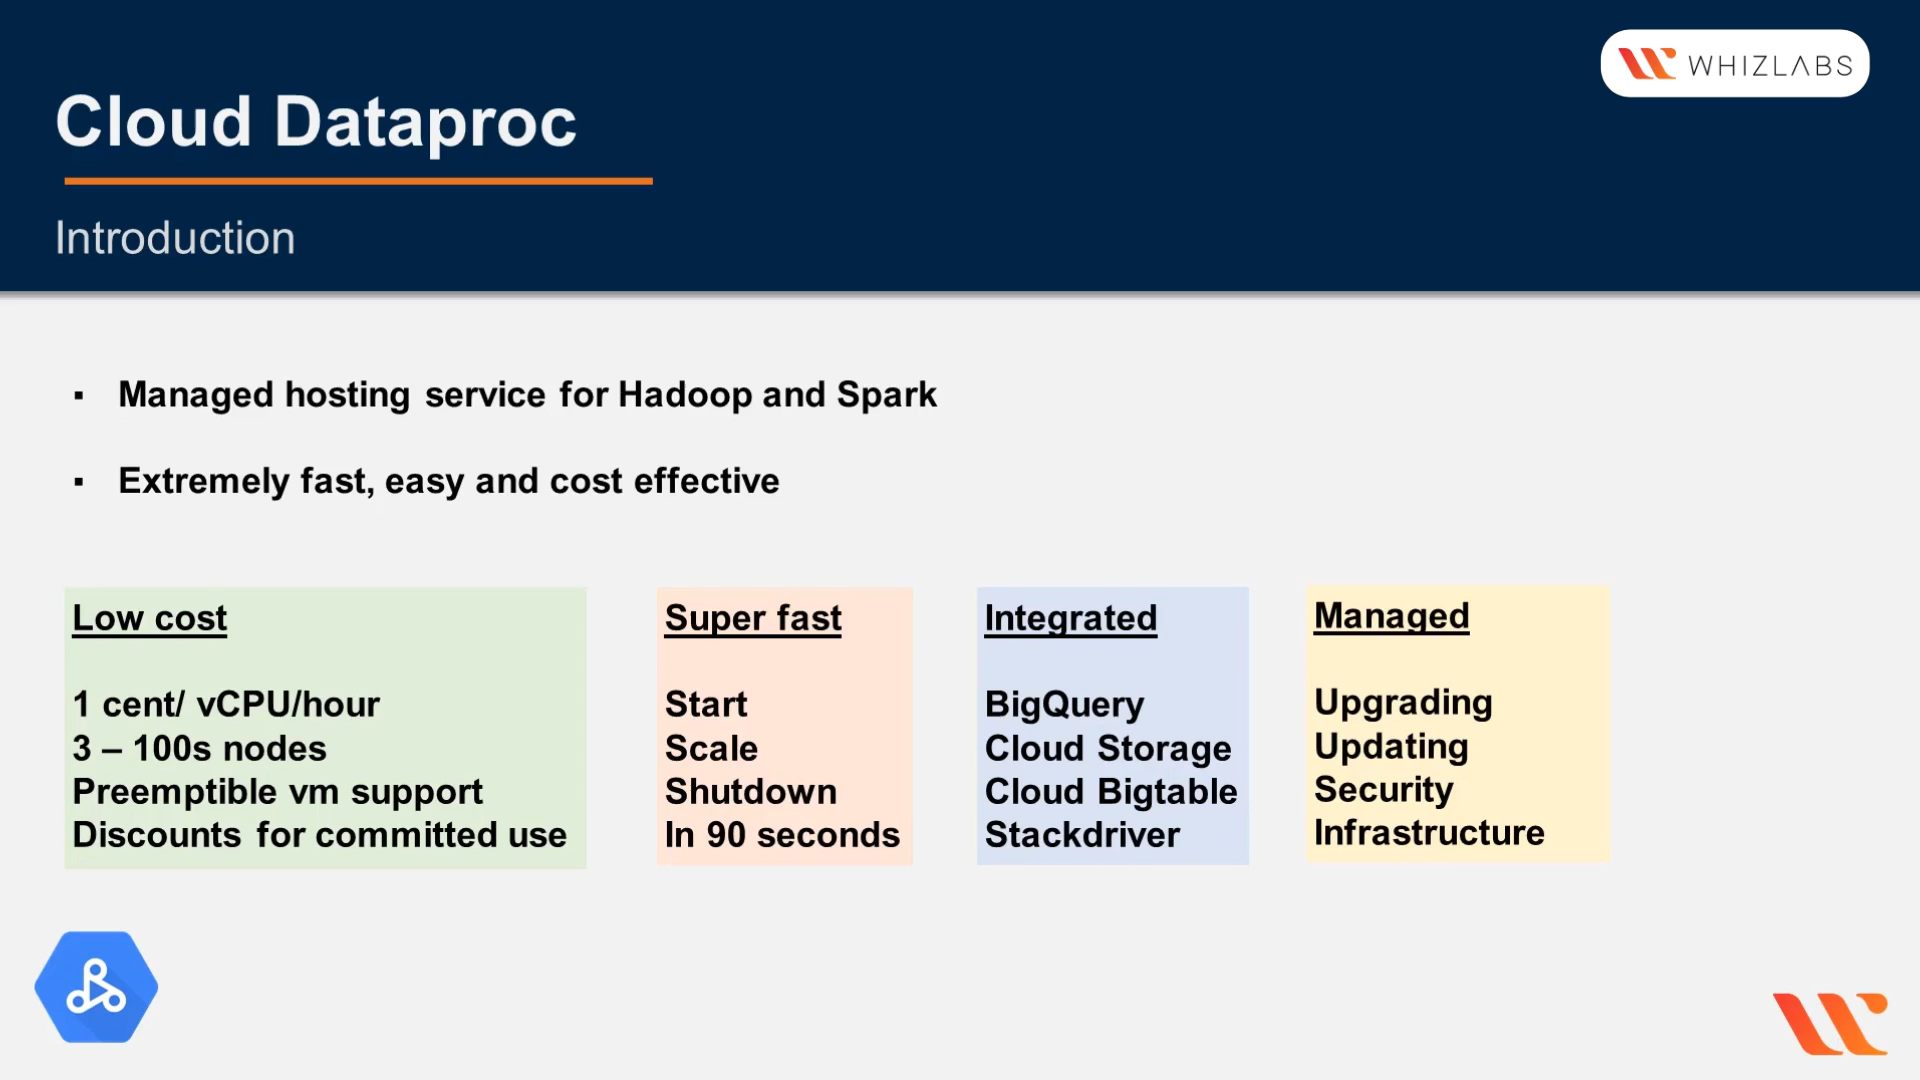 WHIZLABS
Cloud Dataproc
Introduction
▪ Managed hosting service for Hadoop and Spark
▪ Extremely fast, easy and cost effective
Low cost
1 cent/ vCPU/hour
3 – 100s nodes
Preemptible vm support
Discounts for committed use
Super fast
Start
Scale
Shutdown
In 90 seconds
Integrated
BigQuery
Cloud Storage
Cloud Bigtable
Stackdriver
Managed
Upgrading
Updating
Security
Infrastructure